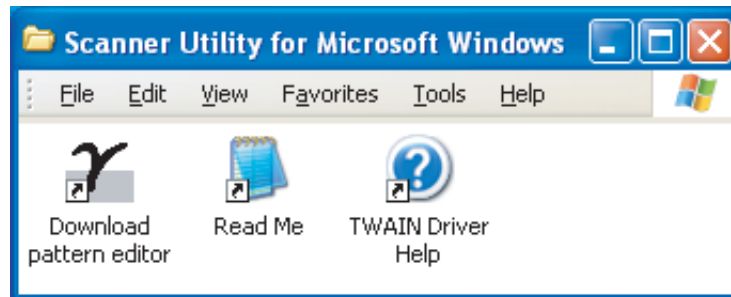 Scanner Utility for Microsoft Windows
File Edit View Favorites Tools Help
Download pattern editor
Read Me
TWAIN Driver Help